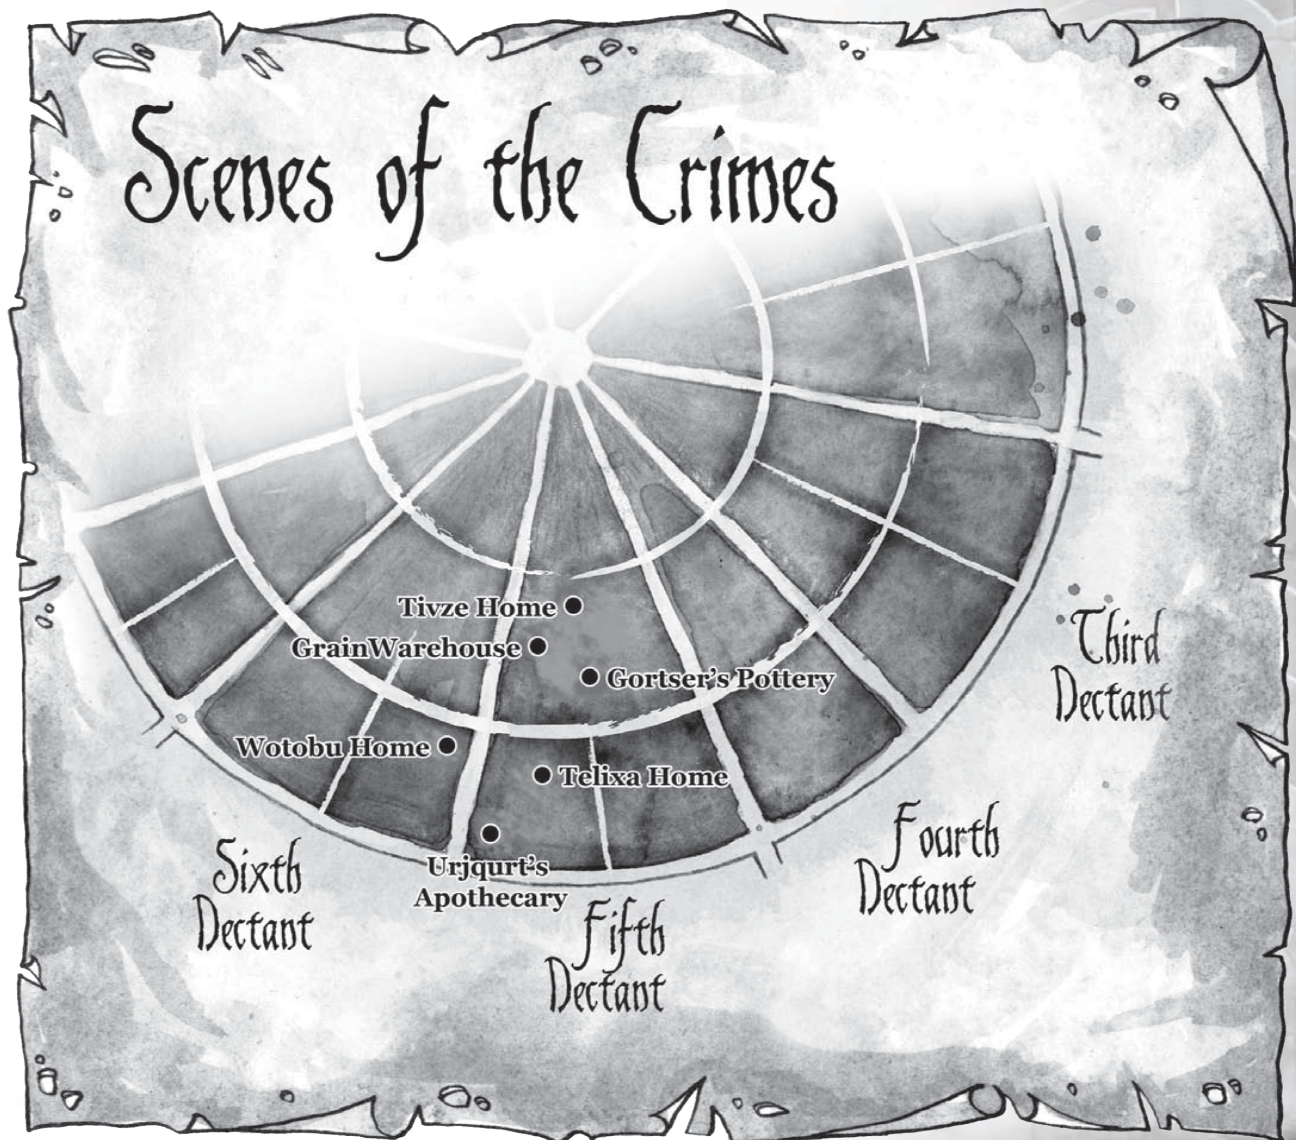 Scenes of the Crimes
Tivze Home
GrainWarehouse
Gortser's Pottery
Wotobu Home
Telixa Home
Urjqurt's
Apothecary
Third
Dectant
Fourth
Dectant
Sixth
Dectant
Fifth
Dectant